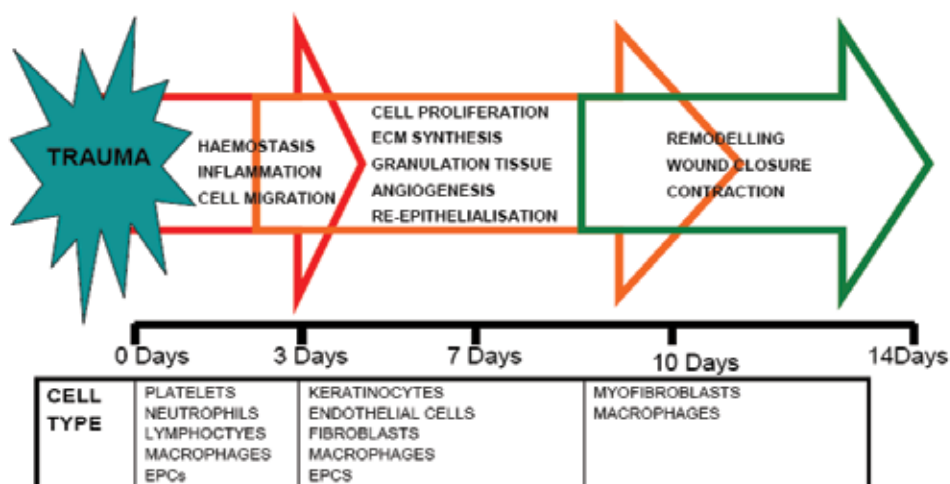 TRAUMA
HAEMOSTASIS
INFLAMMATION
CELL MIGRATION
CELL PROLIFERATION
ECM SYNTHESIS
GRANULATION TISSUE
ANGIOGENESIS
RE-EPITHELIALISATION
REMODELLING
WOUND CLOSURE
CONTRACTION
0 Days 3 Days 7 Days 10 Days 14Days
CELL TYPE
PLATELETS
NEUTROPHILS
LYMPHOCTYES
MACROPHAGES
EPCs
KERATINOCYTES
ENDOTHELIAL CELLS
FIBROBLASTS
MACROPHAGES
EPCS
MYOFIBROBLASTS
MACROPHAGES